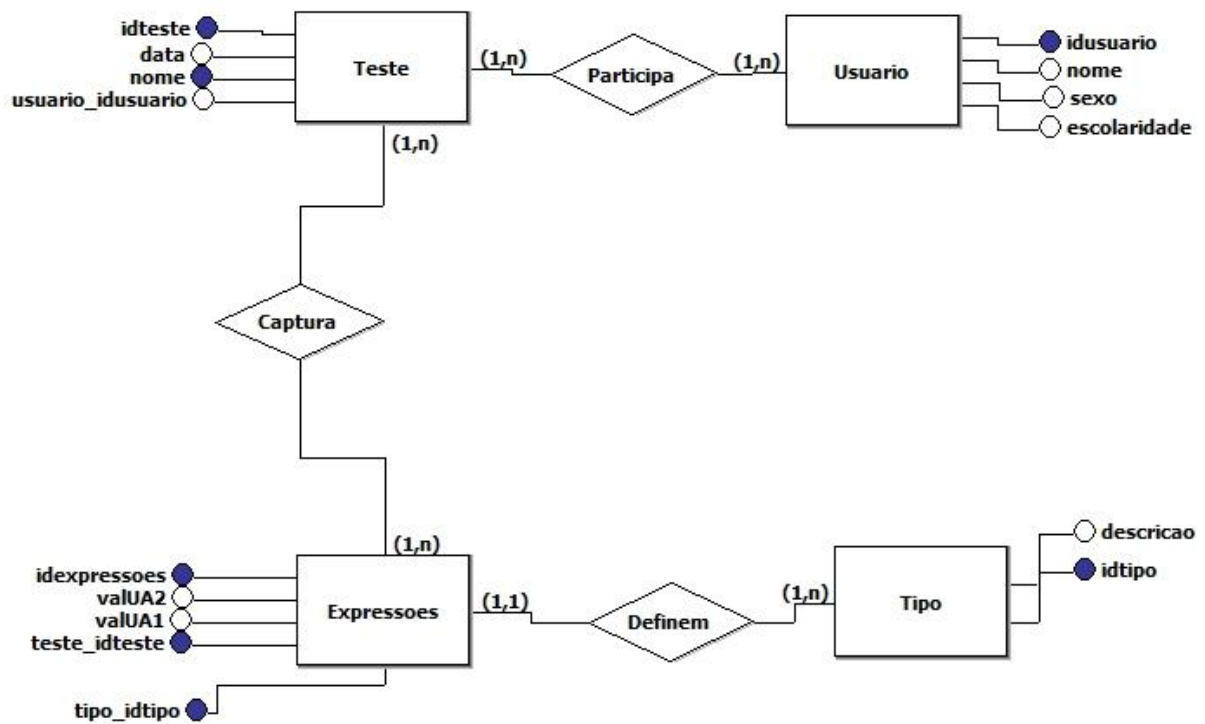 idteste
data
nome
usuario_idusuario
Teste
(1,n)
Participa
(1,n)
Usuario
idusuario
nome
sexo
escolaridade
(1,n)
Captura
(1,n)
idexpressoes
valUA2
valUA1
teste_idteste
tipo_idtipo
Expressoes
(1,1)
Definem
(1,n)
Tipo
descricao
idtipo